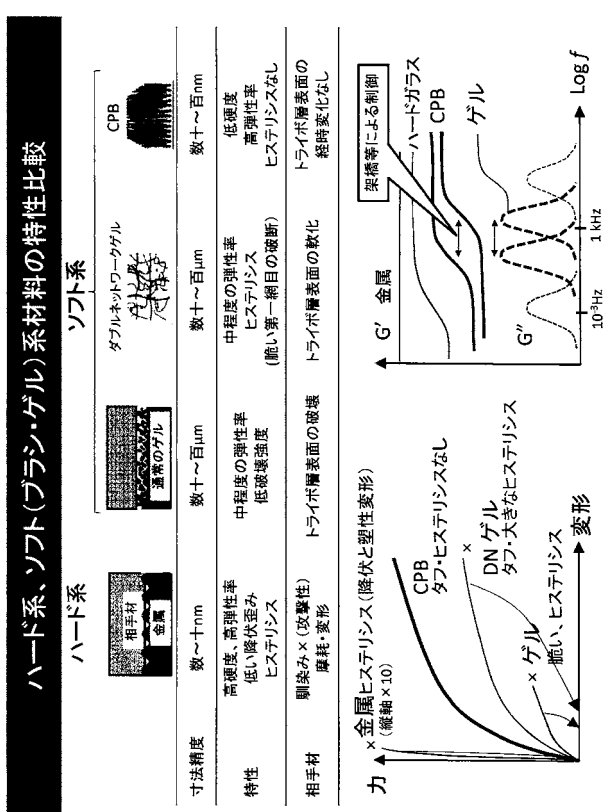 ハード系、ソフト(ブラシ・ゲル)系材料の特性比較
ハード系
ソフト系
相手材
金属
通常のゲル
ダブルネットワークゲル
CPB
寸法精度
数~十nm
数十~百μm
数十~百μm
数十~百nm
特性
高硬度、高弾性率
低い降伏歪み
ヒステリシス
中程度の弾性率
低破壊強度
中程度の弾性率
ヒステリシス
(脆い第一網目の破断)
低硬度
高弾性率
ヒステリシスなし
相手材
馴染み×(攻撃性)
摩耗・変形
トライボ層表面の破壊
トライボ層表面の軟化
トライボ層表面の
経時変化なし
力
×金属ヒステリシス(降伏と塑性変形)
(縦軸×10)
CPB
タフ・ヒステリシスなし
×
DN ゲル
タフ・大きなヒステリシス
× ゲル
脆い、ヒステリシス
変形
G′
金属
架橋等による制御
ハードガラス
CPB
ゲル
G″
10⁻³Hz
1 kHz
Log f